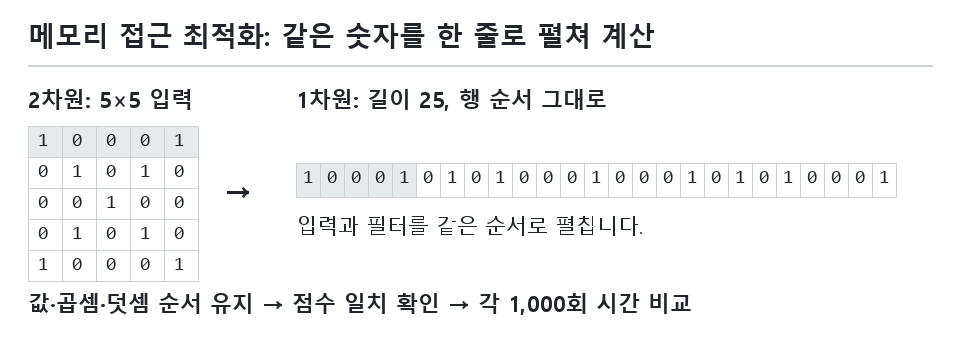 메모리 접근 최적화: 같은 숫자를 한 줄로 펼쳐 계산
2차원: 5×5 입력
1 0 0 0 1
0 1 0 1 0
0 0 1 0 0
0 1 0 1 0
1 0 0 0 1
→
1차원: 길이 25, 행 순서 그대로
1 0 0 0 1 0 1 0 1 0 0 0 1 0 0 0 1 0 1 0 1 0 0 0 1
입력과 필터를 같은 순서로 펼칩니다.
값·곱셈·덧셈 순서 유지 → 점수 일치 확인 → 각 1,000회 시간 비교